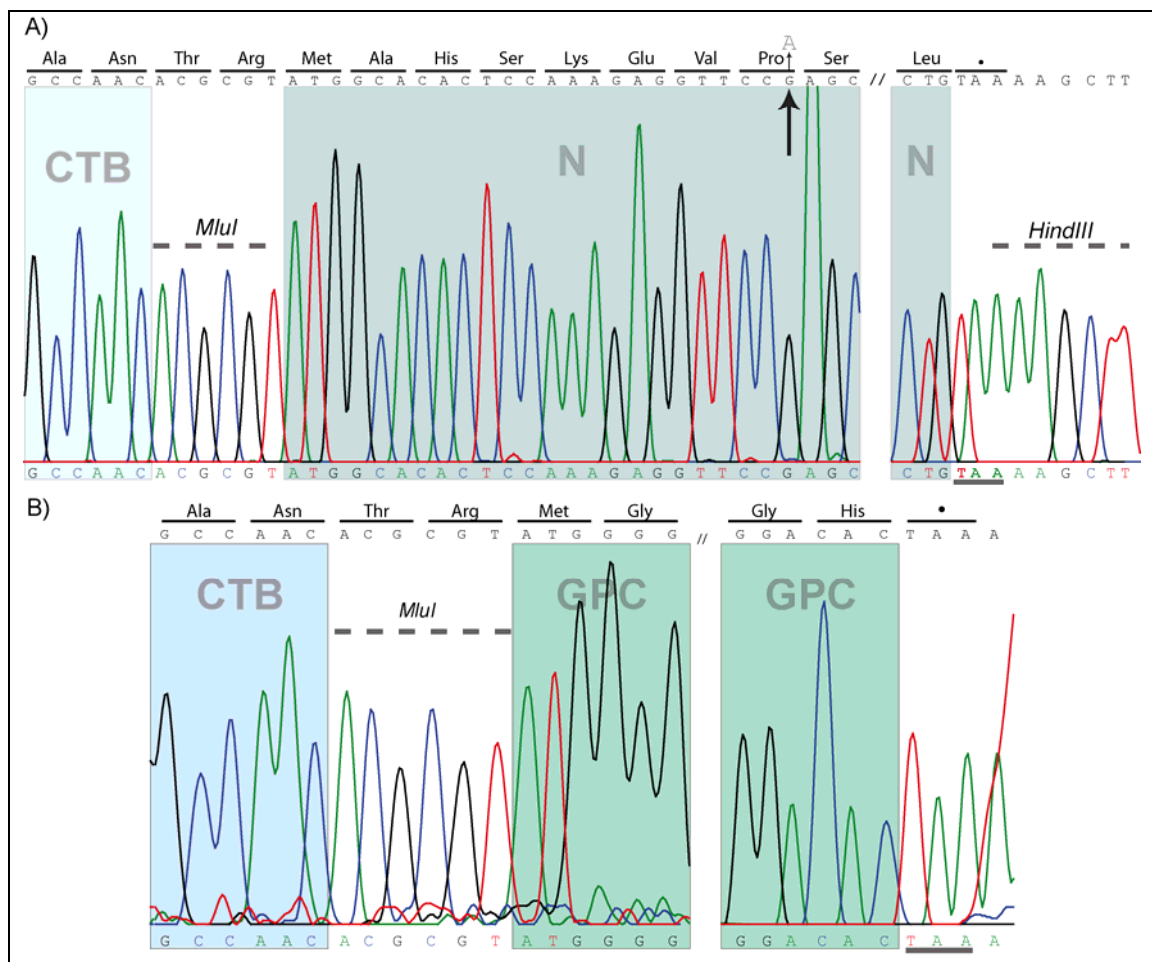 A)
A
Ala Asn Thr Arg Met Ala His Ser Lys Glu Val Pro Ser Leu •
G C C A A C A C G C G T A T G G C A C A C T C C A A A G A G G T T C C G A G C // C T G T A A A A G C T T
CTB N N
MluI HindIII
G C C A A C A C G C G T A T G G C A C A C T C C A A A G A G G T T C C G A G C C T G T A A A A G C T T
B)
Ala Asn Thr Arg Met Gly Gly His •
G C C A A C A C G C G T A T G G G G // G G A C A C T A A A
CTB GPC GPC
MluI
G C C A A C A C G C G T A T G G G G G G A C A C T A A A